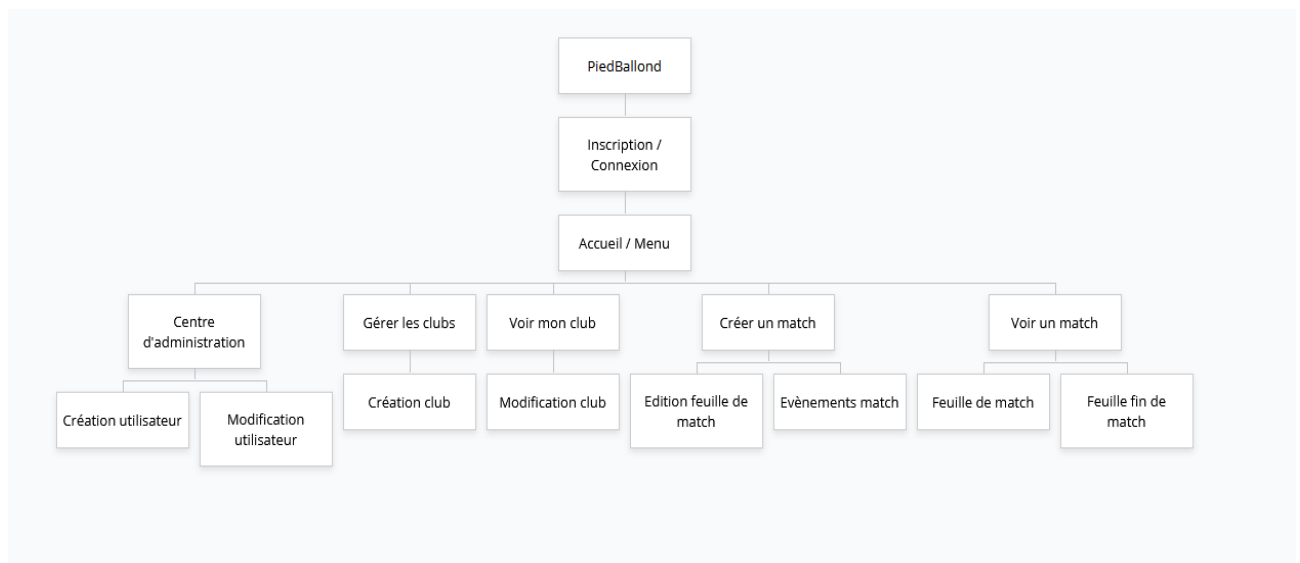 PiedBallond
Inscription /
Connexion
Accueil / Menu
Centre
d'administration
Gérer les clubs
Voir mon club
Créer un match
Voir un match
Création utilisateur
Modification
utilisateur
Création club
Modification club
Edition feuille de
match
Evènements match
Feuille de match
Feuille fin de
match